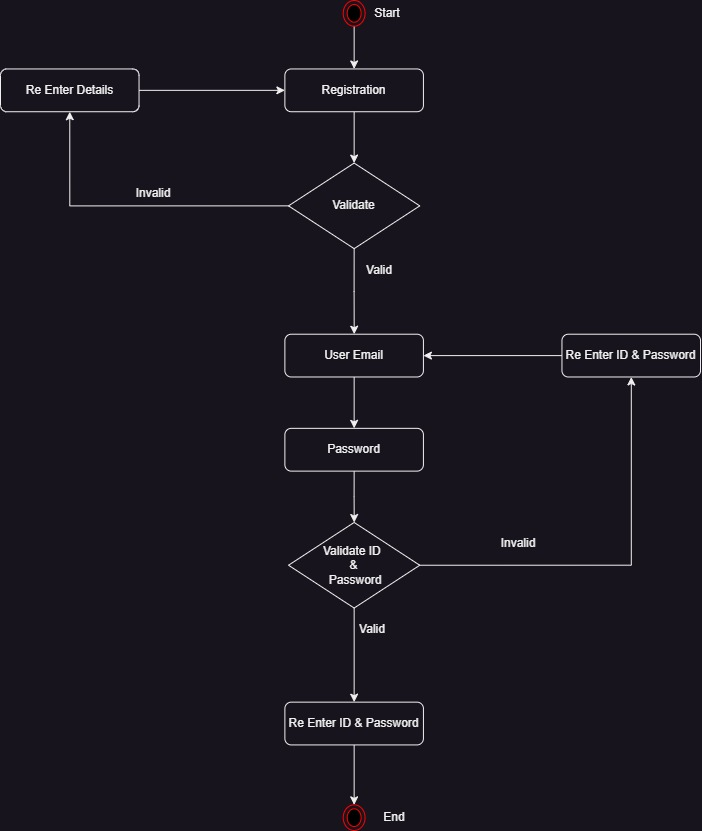 Start
Re Enter Details
Registration
Invalid
Validate
Valid
User Email
Re Enter ID & Password
Password
Validate ID
&
Password
Invalid
Valid
Re Enter ID & Password
End